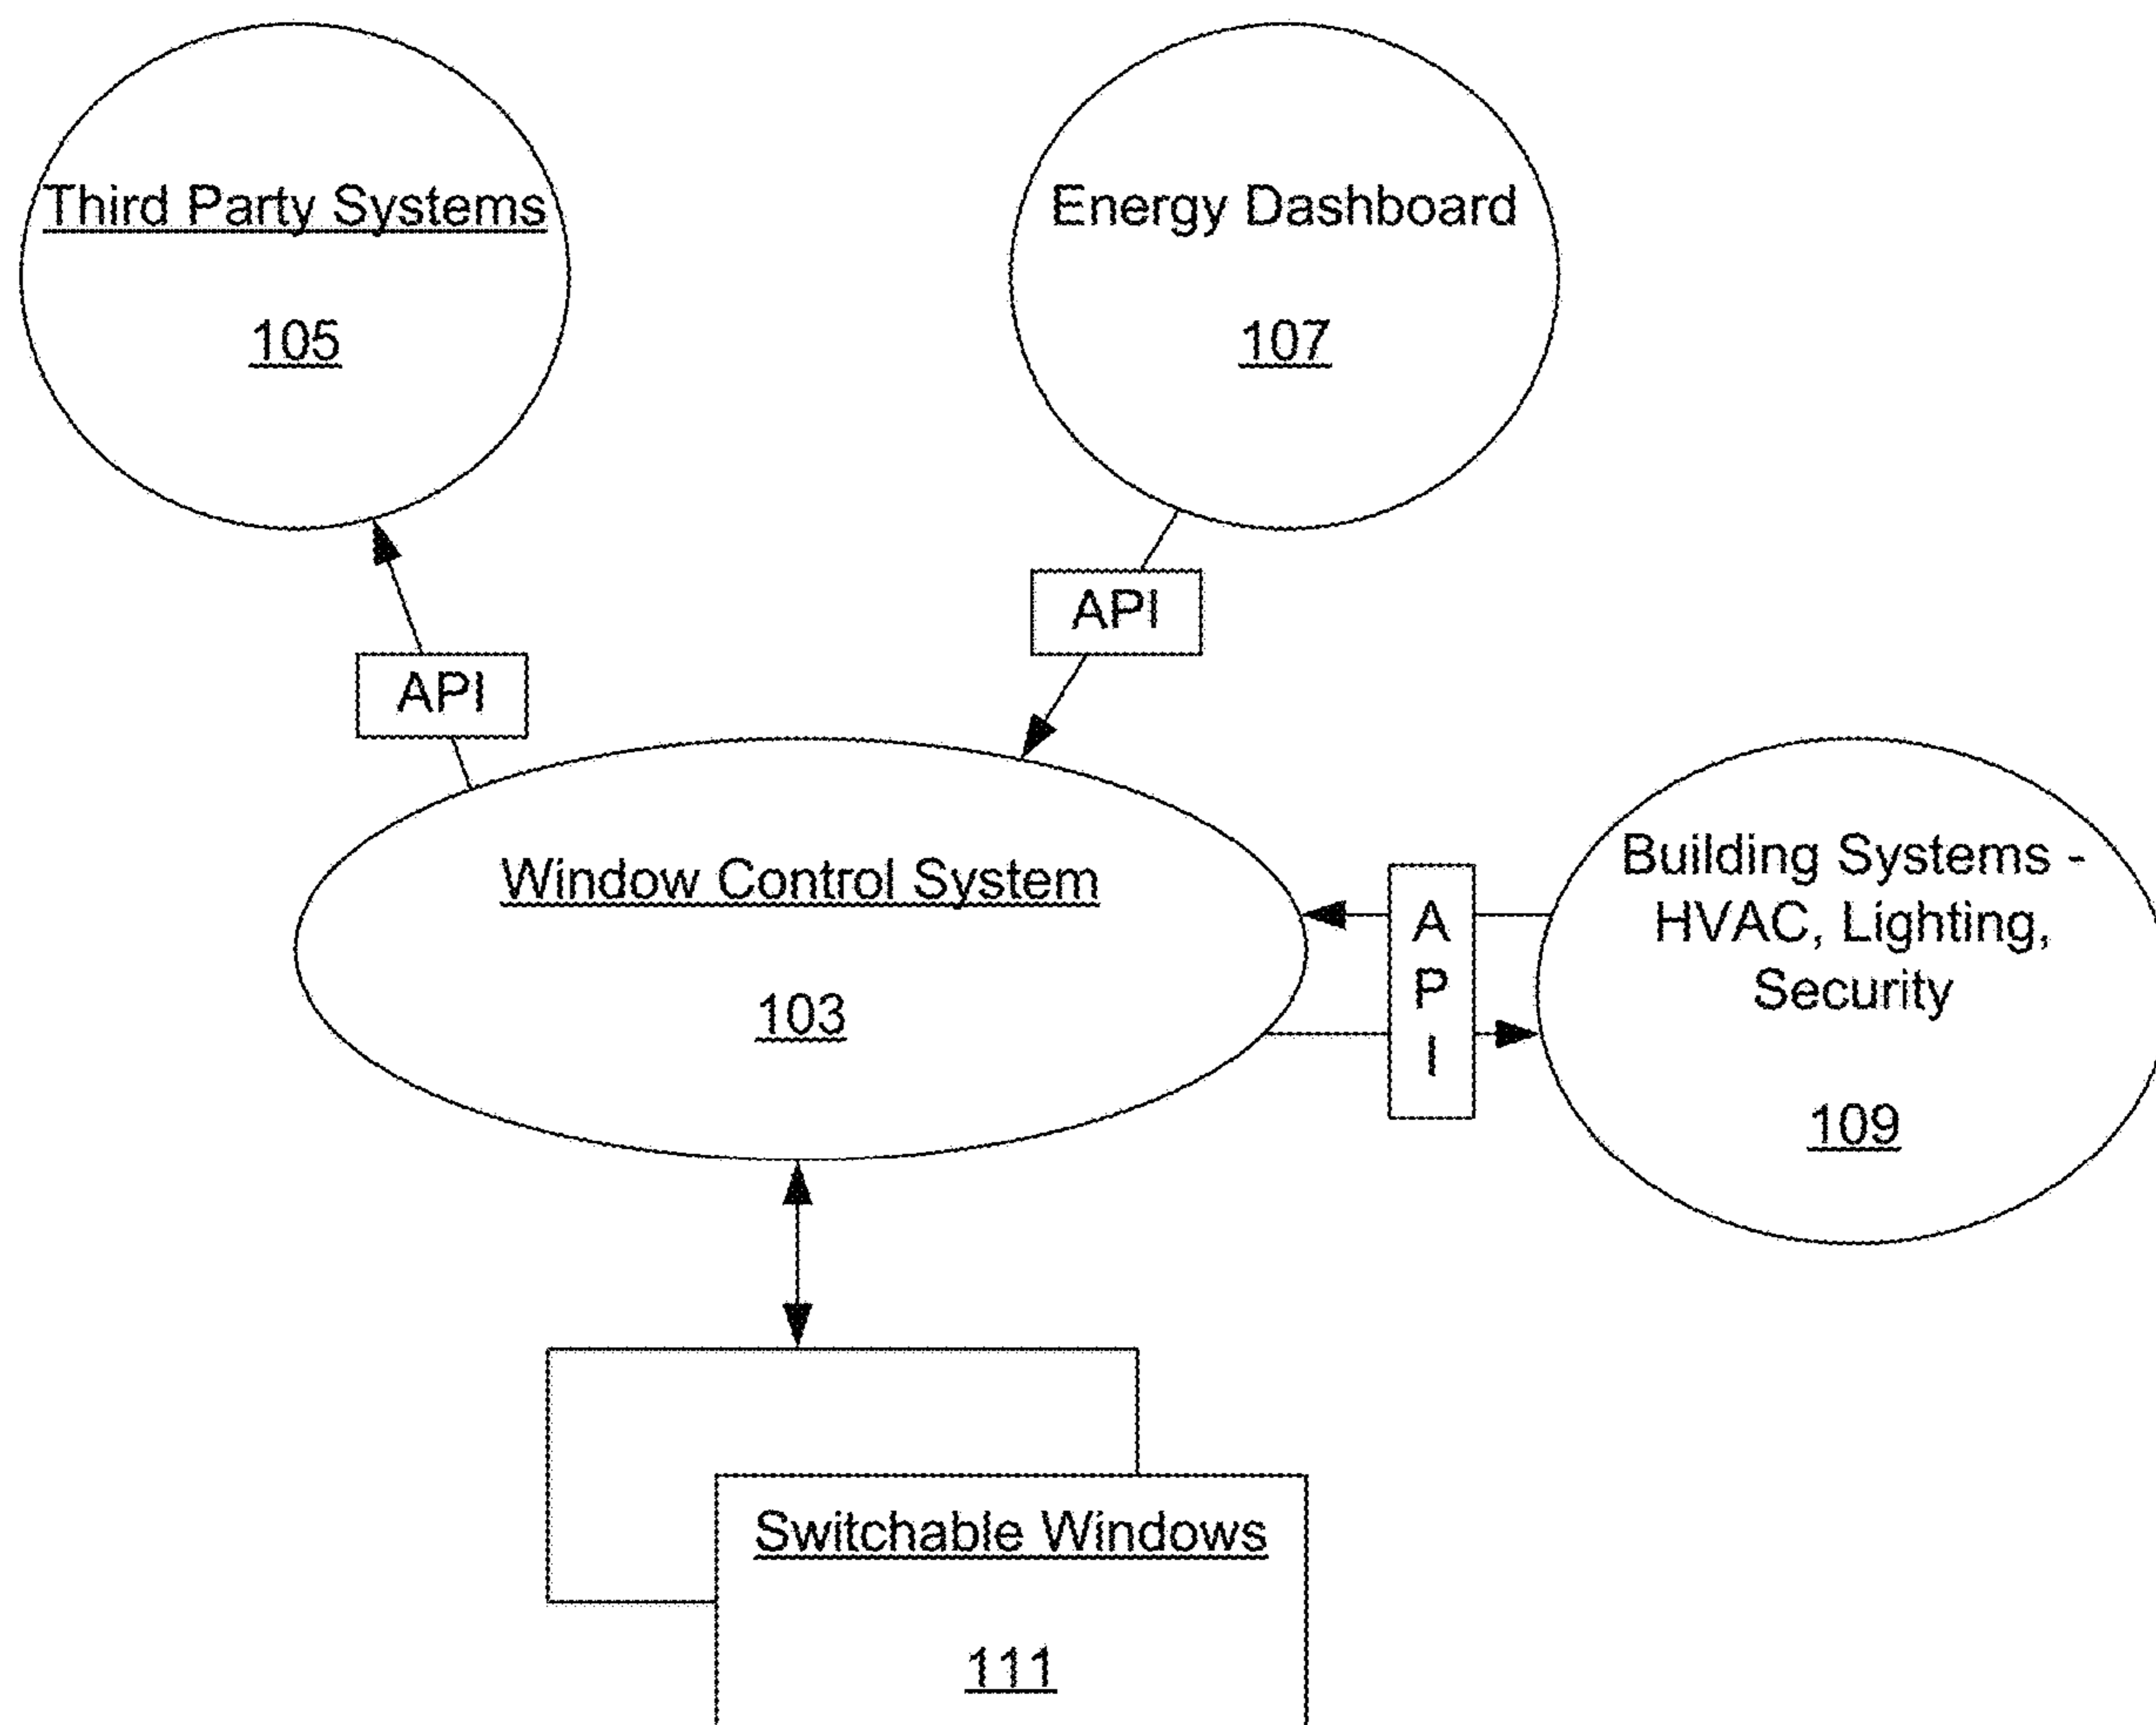 Third Party Systems
105
Energy Dashboard
107
API
API
Window Control System
103
A
P
I
Building Systems -
HVAC, Lighting,
Security
109
Switchable Windows
111